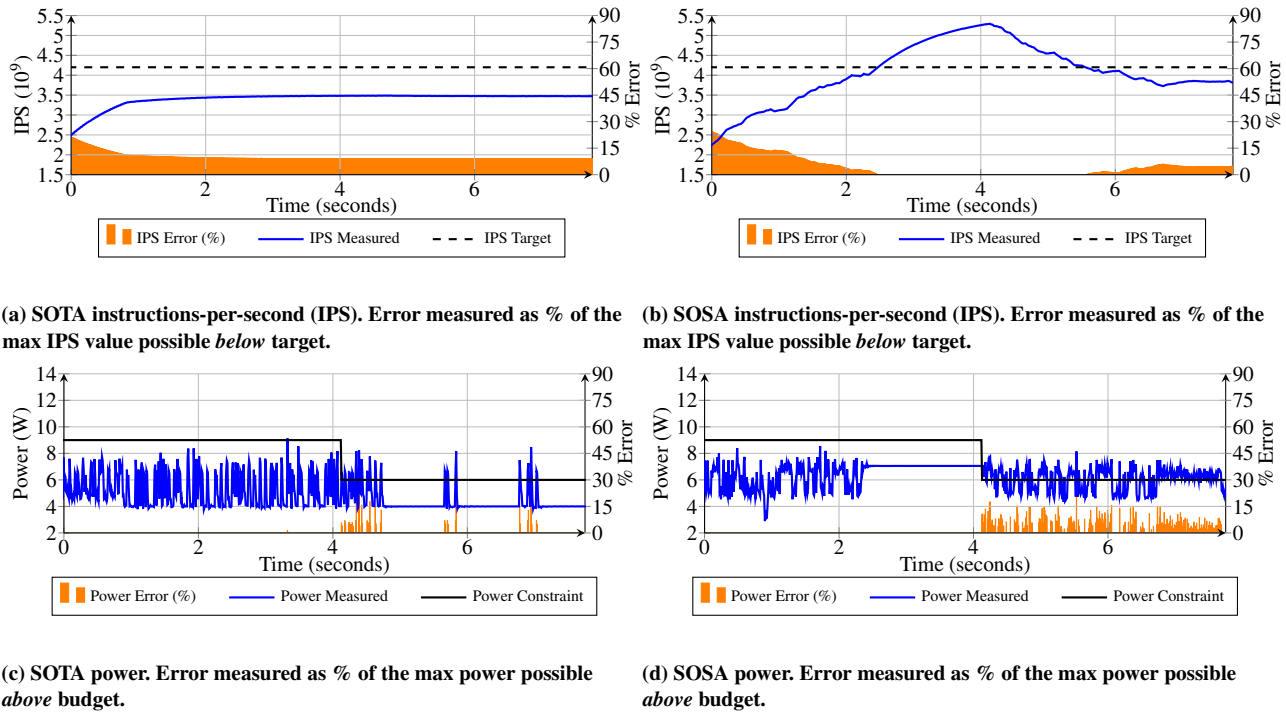 5.5
5
4.5
4
3.5
3
2.5
2
1.5
IPS (10^9)
90
75
60
45
30
15
0
% Error
0 2 4 6
Time (seconds)
IPS Error (%) IPS Measured IPS Target
(a) SOTA instructions-per-second (IPS). Error measured as % of the
max IPS value possible below target.
5.5
5
4.5
4
3.5
3
2.5
2
1.5
IPS (10^9)
90
75
60
45
30
15
0
% Error
0 2 4 6
Time (seconds)
IPS Error (%) IPS Measured IPS Target
(b) SOSA instructions-per-second (IPS). Error measured as % of the
max IPS value possible below target.
14
12
10
8
6
4
2
Power (W)
90
75
60
45
30
15
0
% Error
0 2 4 6
Time (seconds)
Power Error (%) Power Measured Power Constraint
(c) SOTA power. Error measured as % of the max power possible
above budget.
14
12
10
8
6
4
2
Power (W)
90
75
60
45
30
15
0
% Error
0 2 4 6
Time (seconds)
Power Error (%) Power Measured Power Constraint
(d) SOSA power. Error measured as % of the max power possible
above budget.